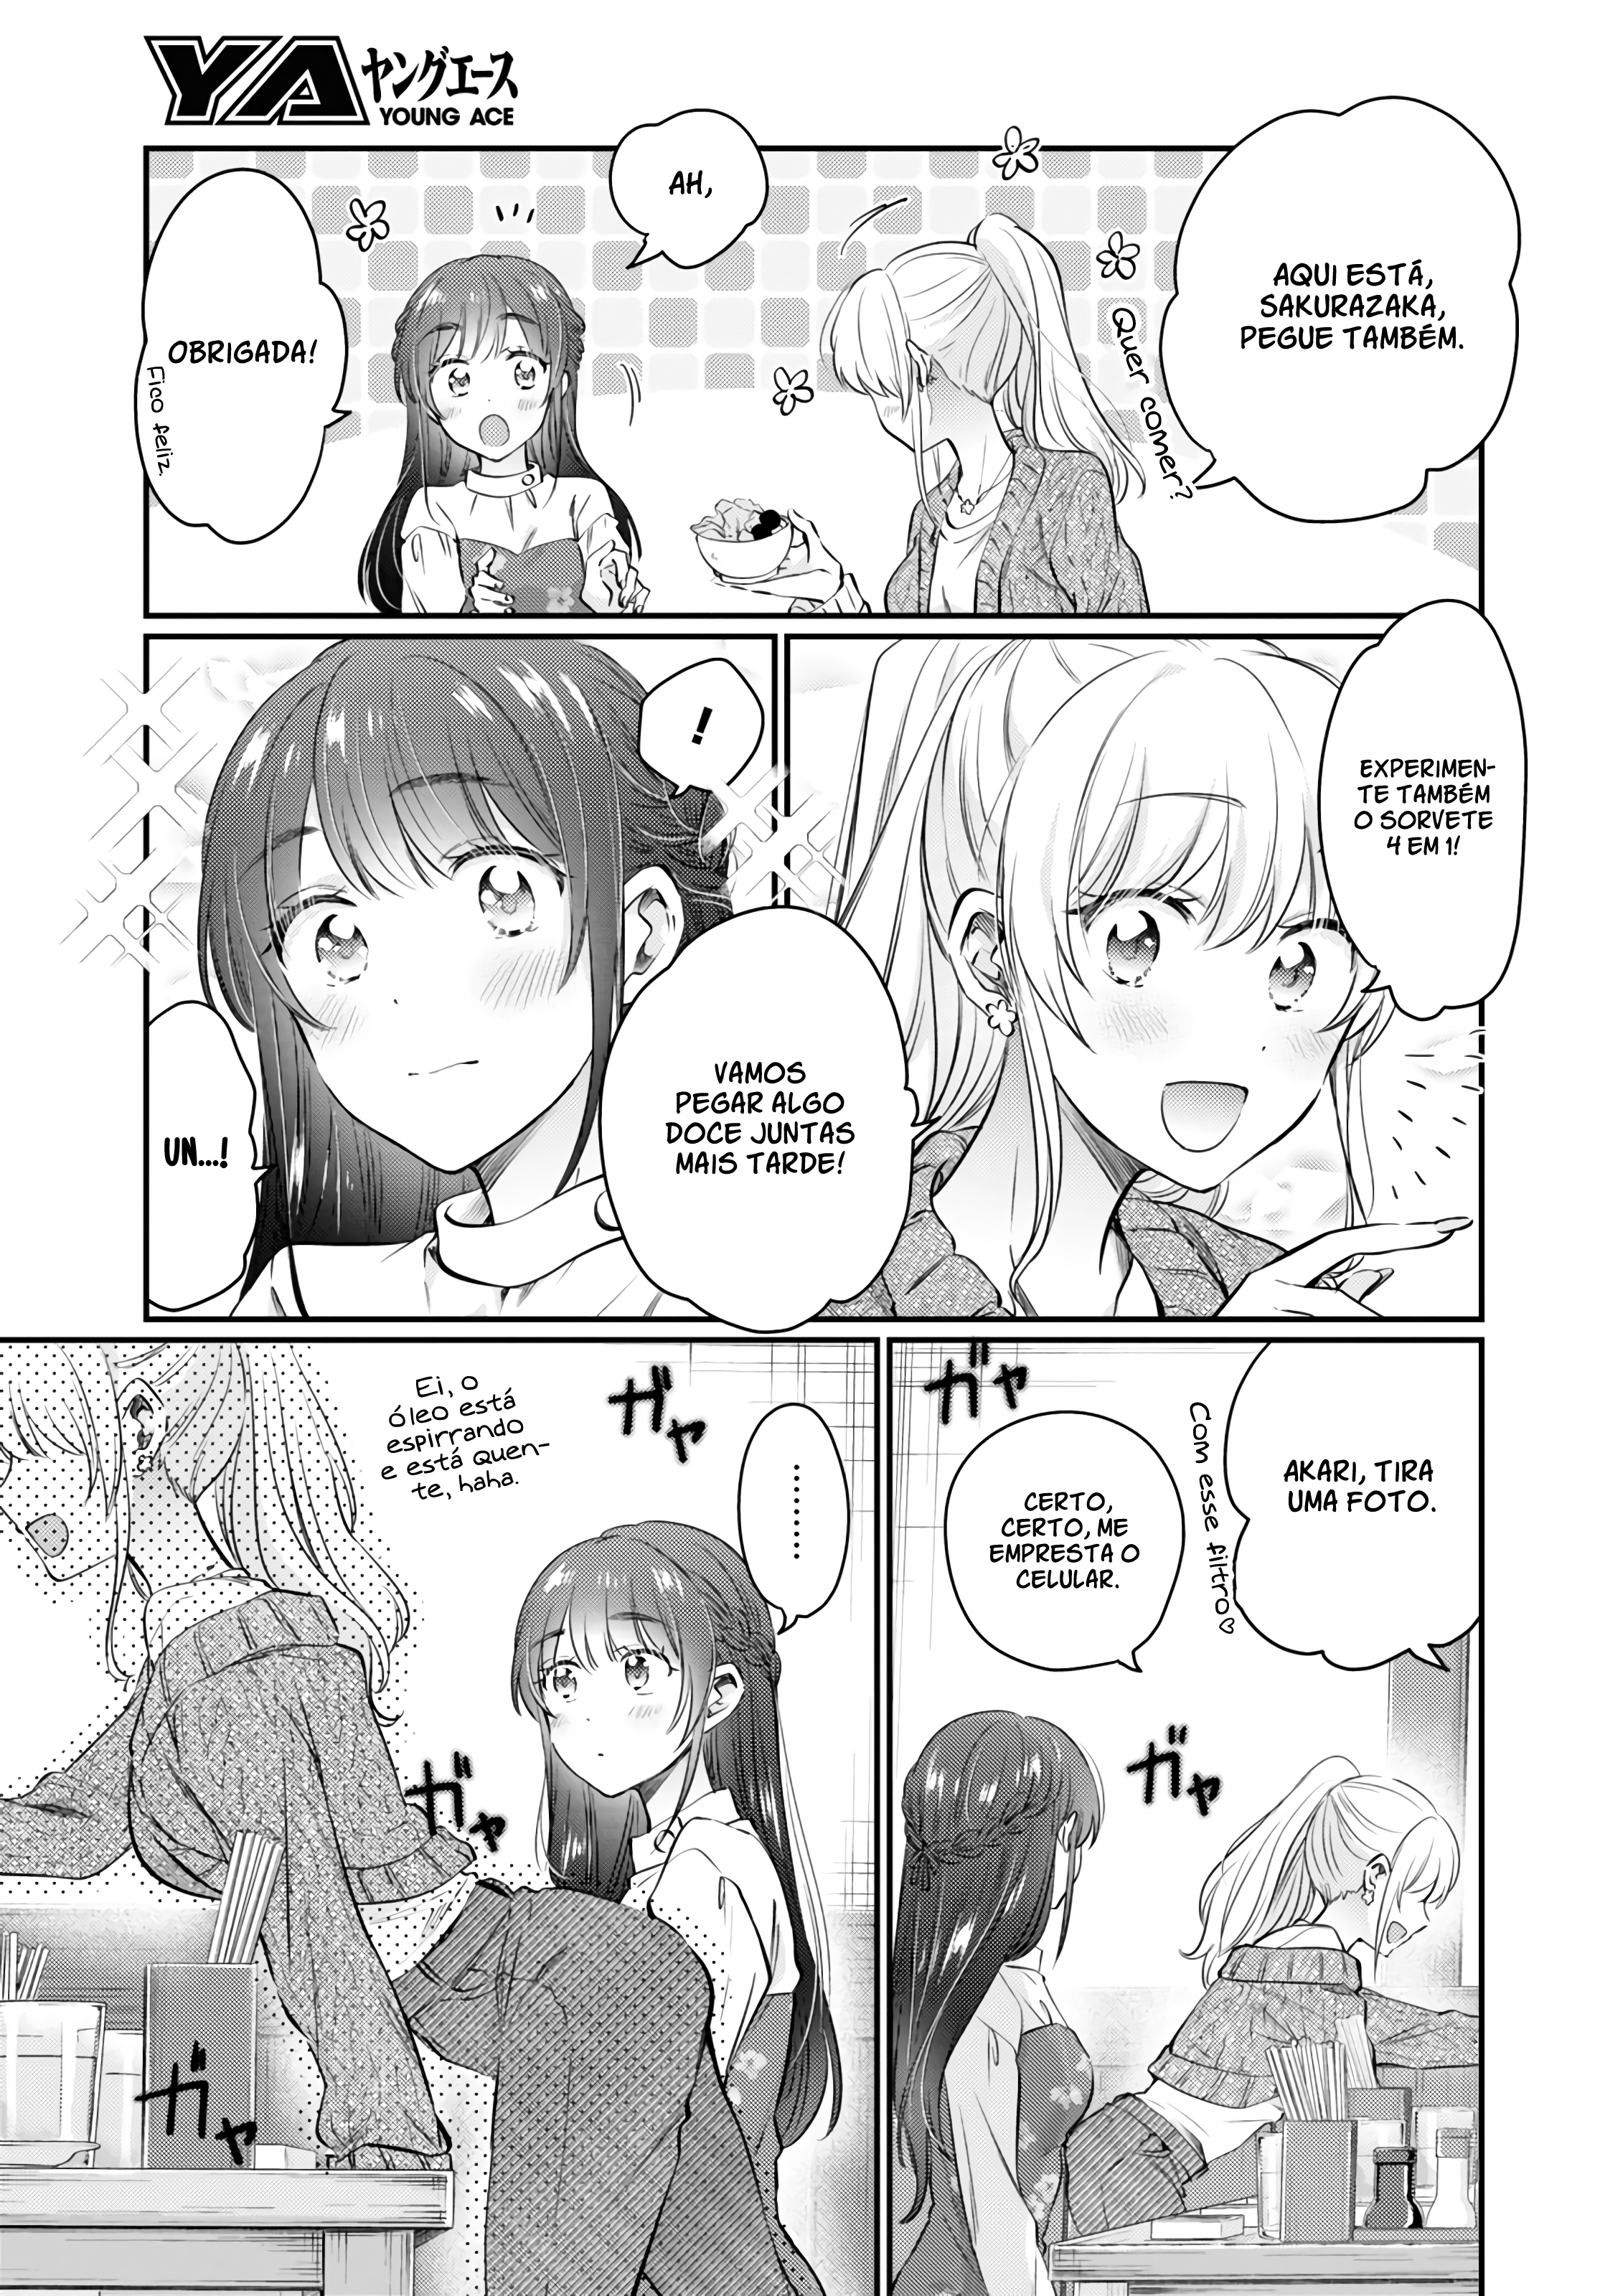 YA ヤングエース
YOUNG ACE
AQUI ESTÁ,
SAKURAZAKA,
PEGUE TAMBÉM.
Quer comer?
AH,
OBRIGADA!
Fico feliz.
EXPERIMEN-
TE TAMBÉM
O SORVETE
4 EM 1!
VAMOS
PEGAR ALGO
DOCE JUNTAS
MAIS TARDE!
!
UN...!
AKARI, TIRA
UMA FOTO.
Com esse filtro♡
CERTO,
CERTO, ME
EMPRESTA O
CELULAR.
ガヤ
ガヤ
.........
ガヤ
Ei, o
óleo está
espirrando
e está quen-
te, haha.
ガヤ
ガヤ